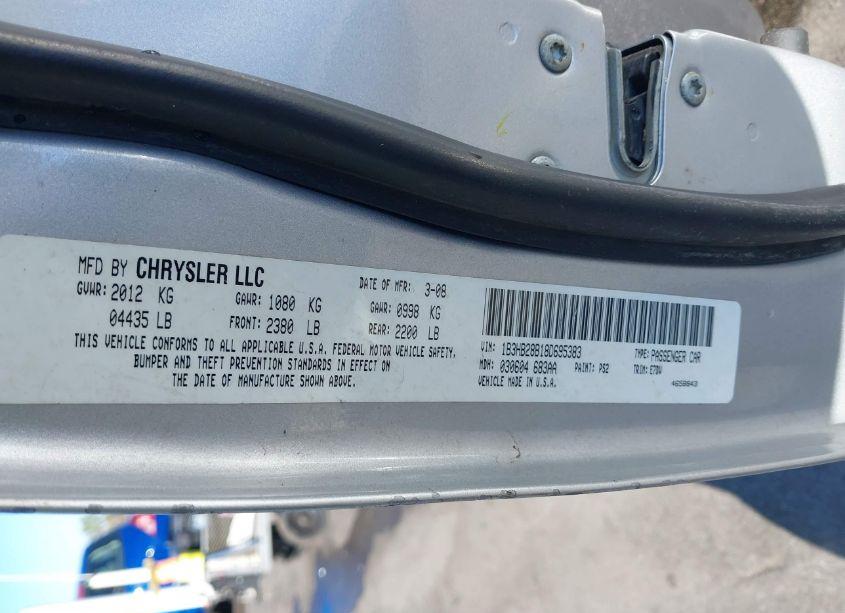 MFD BY CHRYSLER LLC
DATE OF MFR: 3-08
GVWR: 2012 KG
04435 LB
GAWR: 1080 KG
FRONT: 2380 LB
GAWR: 0998 KG
REAR: 2200 LB
THIS VEHICLE CONFORMS TO ALL APPLICABLE U.S.A. FEDERAL MOTOR VEHICLE SAFETY,
BUMPER AND THEFT PREVENTION STANDARDS IN EFFECT ON
THE DATE OF MANUFACTURE SHOWN ABOVE.
VIN: 1B3HB28B18D695383
TYPE: PASSENGER CAR
MDH: 030604 683AA
PAINT: PS2
TRIM: E7DV
VEHICLE MADE IN U.S.A.
4658843